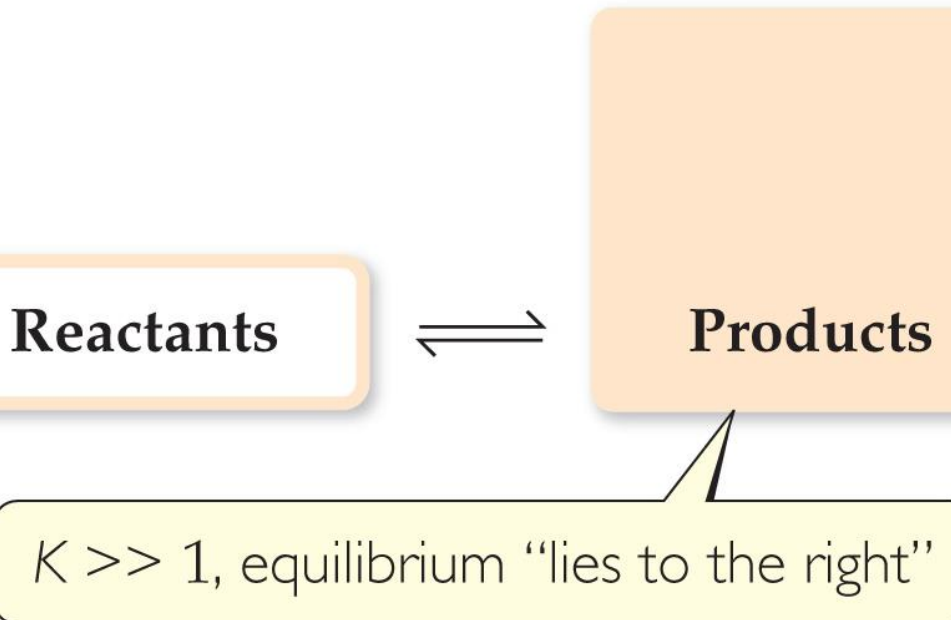 Reactants ⇌ Products
K >> 1, equilibrium “lies to the right”